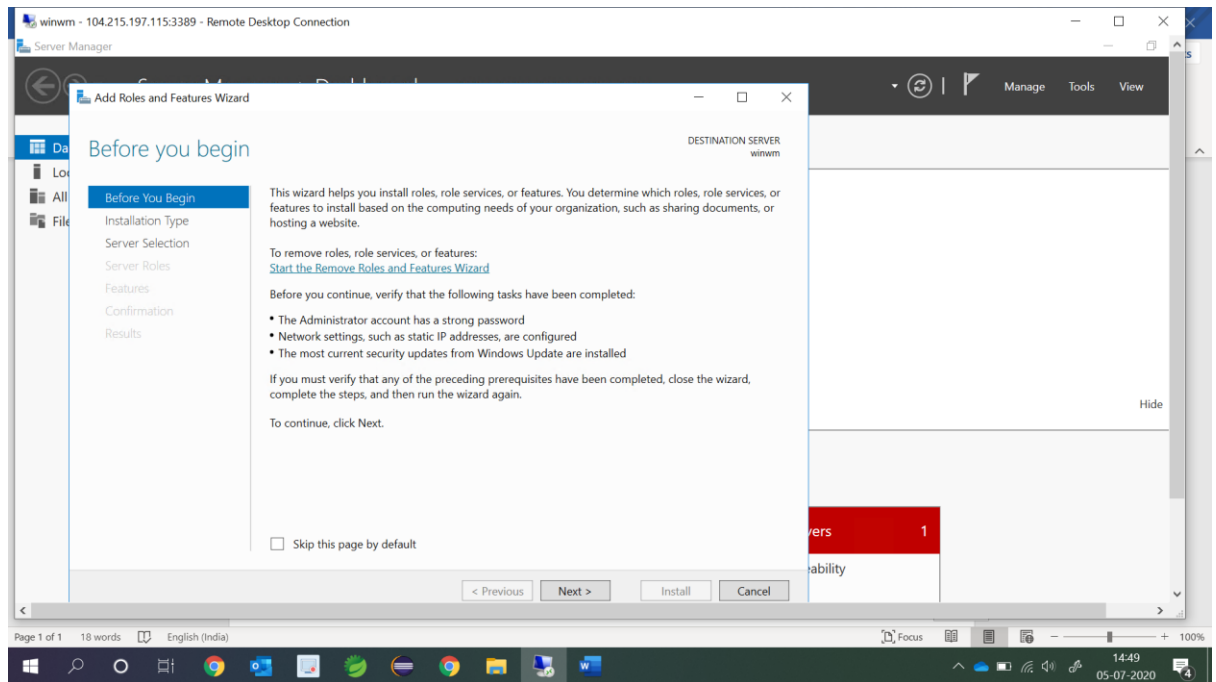 winwm - 104.215.197.115:3389 - Remote Desktop Connection
Server Manager
Manage Tools View
Add Roles and Features Wizard
Before you begin
DESTINATION SERVER
winwm
Before You Begin
Installation Type
Server Selection
Server Roles
Features
Confirmation
Results
This wizard helps you install roles, role services, or features. You determine which roles, role services, or
features to install based on the computing needs of your organization, such as sharing documents, or
hosting a website.
To remove roles, role services, or features:
Start the Remove Roles and Features Wizard
Before you continue, verify that the following tasks have been completed:
• The Administrator account has a strong password
• Network settings, such as static IP addresses, are configured
• The most current security updates from Windows Update are installed
If you must verify that any of the preceding prerequisites have been completed, close the wizard,
complete the steps, and then run the wizard again.
To continue, click Next.
Skip this page by default
< Previous Next > Install Cancel
Da
Loc
All
File
Hide
vers 1
eability
Page 1 of 1 18 words English (India)
Focus
100%
14:49
05-07-2020
4